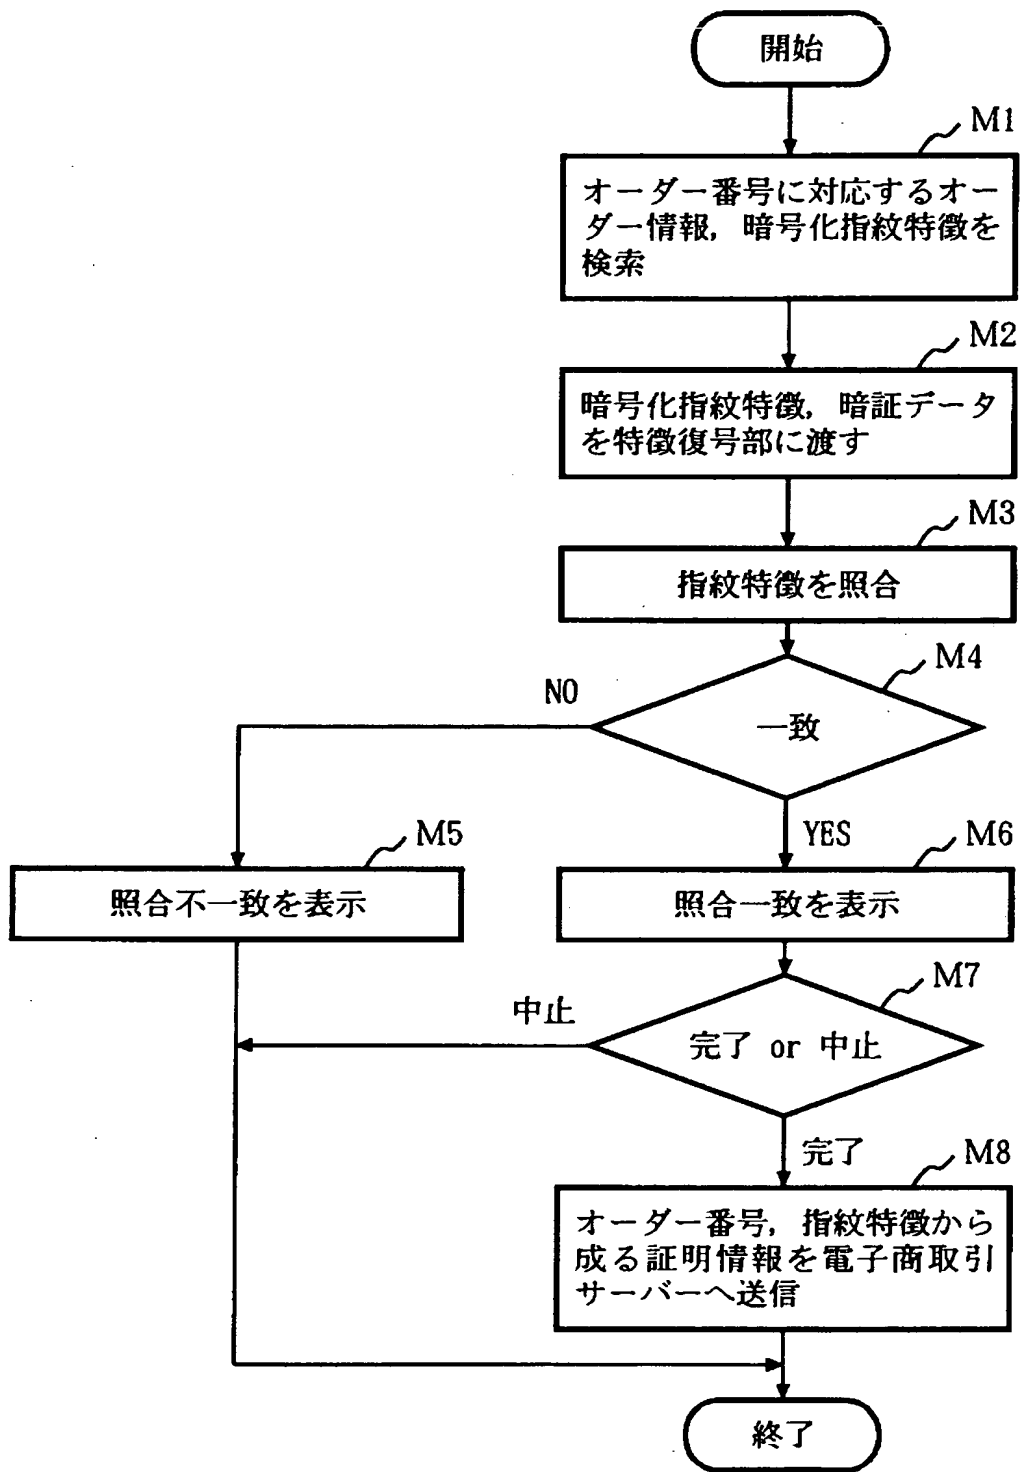 開始
M1
オーダー番号に対応するオー
ダー情報，暗号化指紋特徴を
検索
M2
暗号化指紋特徴，暗証データ
を特徴復号部に渡す
M3
指紋特徴を照合
M4
NO
一致
YES
M5
照合不一致を表示
M6
照合一致を表示
M7
中止
完了 or 中止
完了
M8
オーダー番号，指紋特徴から
成る証明情報を電子商取引
サーバーへ送信
終了